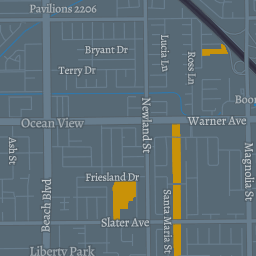 Pavilions 2206
Bryant Dr
Lucia Ln
Terry Dr
Ross Ln
Boon
Newland St
Ocean View
Warner Ave
Ash St
Magnolia St
Friesland Dr
Beach Blvd
Santa Maria St
Slater Ave
Liberty Park